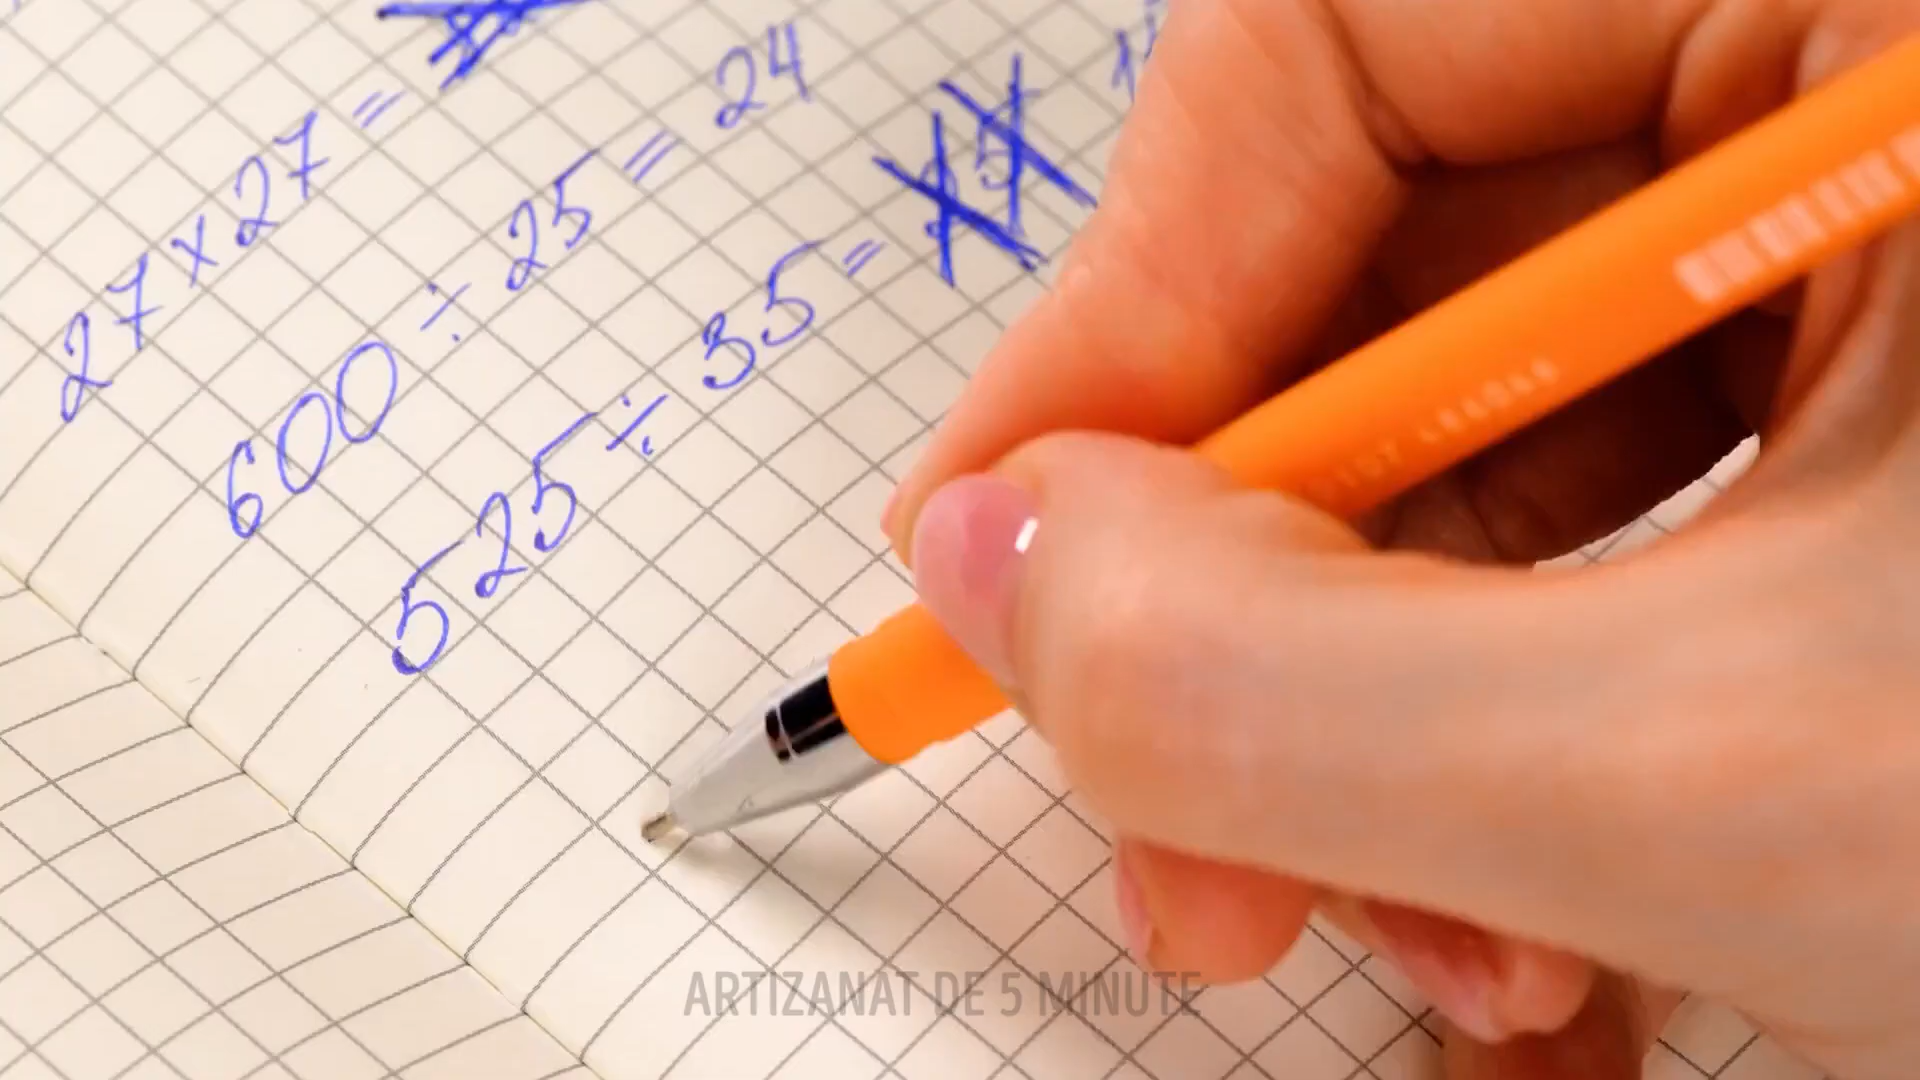 27 × 27 =
600 ÷ 25 = 24
525 ÷ 35 =
ARTIZANAT DE 5 MINUTE